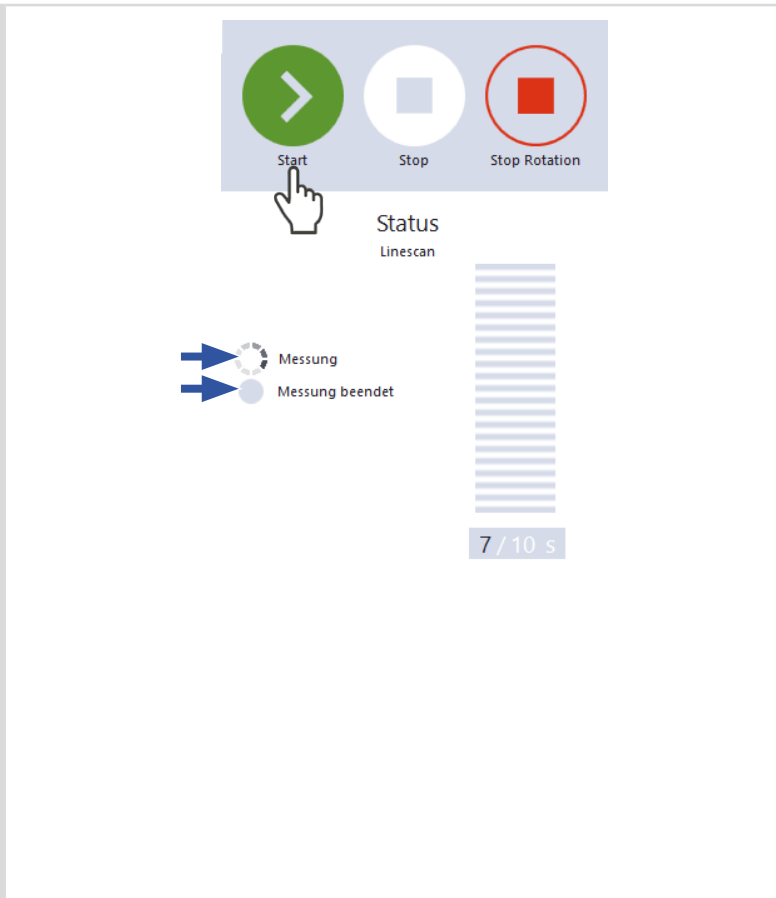 Start Stop Stop Rotation
Status
Linescan
Messung
Messung beendet
7 / 10 s